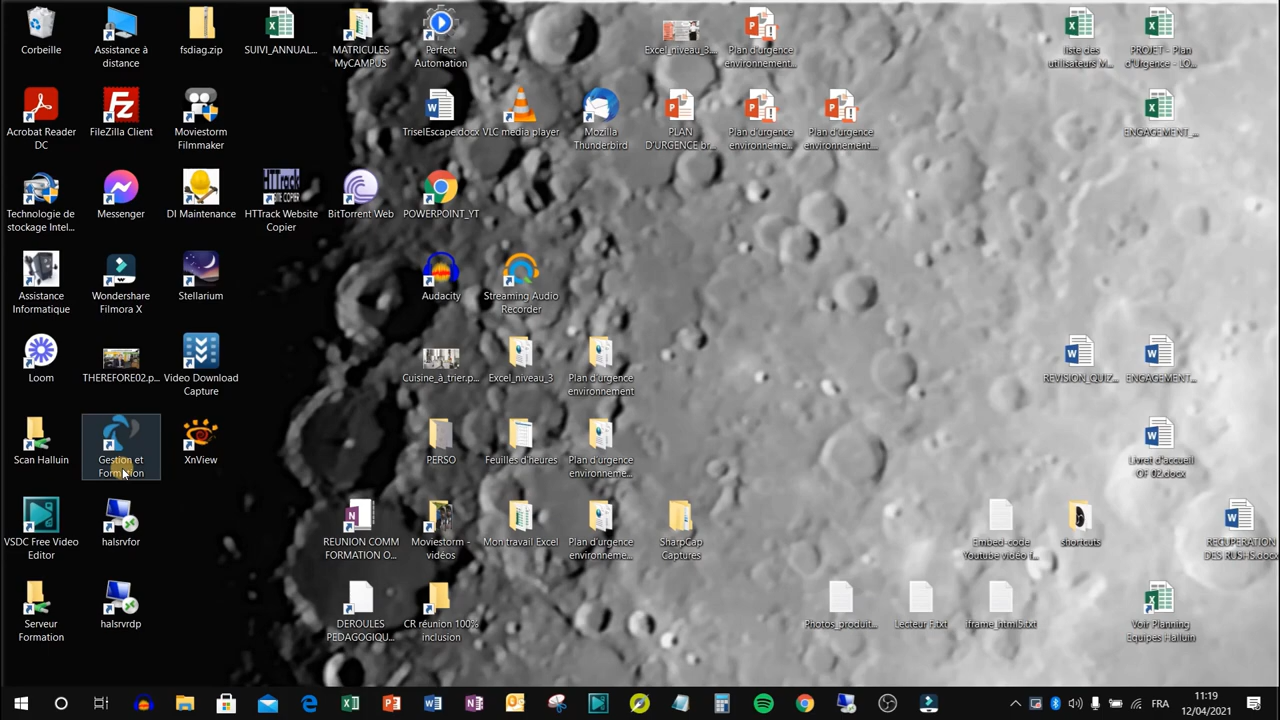 Corbeille
Assistance à
distance
fsdiag.zip
SUIVI_ANNUAL...
MATRICULES
MyCAMPUS
Perfect
Automation
Excel_niveau_3...
Plan d'urgence
environnement...
liste des
utilisateurs M...
PROJET - Plan
d'Urgence - LO...
Acrobat Reader
DC
FileZilla Client
Moviestorm
Filmmaker
TriselEscape.docx
VLC media player
Mozilla
Thunderbird
PLAN
D'URGENCE br...
Plan d'urgence
environneme...
Plan d'urgence
environnement...
ENGAGEMENT_...
Technologie de
stockage Intel...
Messenger
DI Maintenance
HTTrack Website
Copier
BitTorrent Web
POWERPOINT_YT
Assistance
Informatique
Wondershare
Filmora X
Stellarium
Audacity
Streaming Audio
Recorder
Loom
THEREFORE02.p...
Video Download
Capture
Cuisine_à_trier.p...
Excel_niveau_3
Plan d'urgence
environnement
REVISION_QUIZ...
ENGAGEMENT...
Scan Halluin
Gestion et
Formation
XnView
PERSO
Feuilles d'heures
Plan d'urgence
environneme...
Livret d'accueil
OF 02.docx
VSDC Free Video
Editor
halsrvfor
REUNION COMM
FORMATION O...
Moviestorm -
vidéos
Mon travail Excel
Plan d'urgence
environneme...
SharpCap
Captures
Embed-code
Youtube video f...
shortcuts
RECUPERATION
DES RUSHS.docx
Serveur
Formation
halsrvrdp
DEROULES
PEDAGOGIQU...
CR réunion 100%
inclusion
Photos_produit...
Lecteur F.txt
iframe_html5.txt
Voir Planning
Equipes Halluin
FRA
11:19
12/04/2021